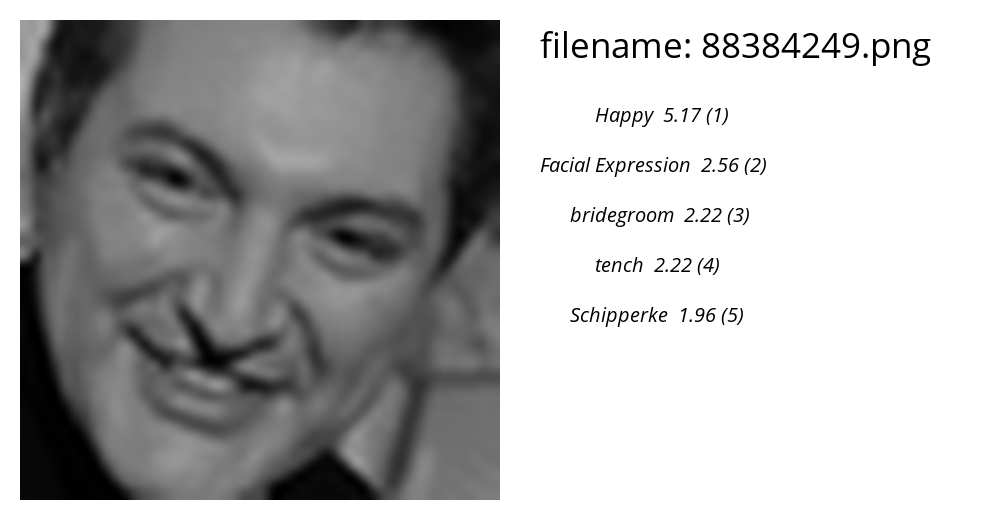 filename: 88384249.png
Happy 5.17 (1)
Facial Expression 2.56 (2)
bridegroom 2.22 (3)
tench 2.22 (4)
Schipperke 1.96 (5)